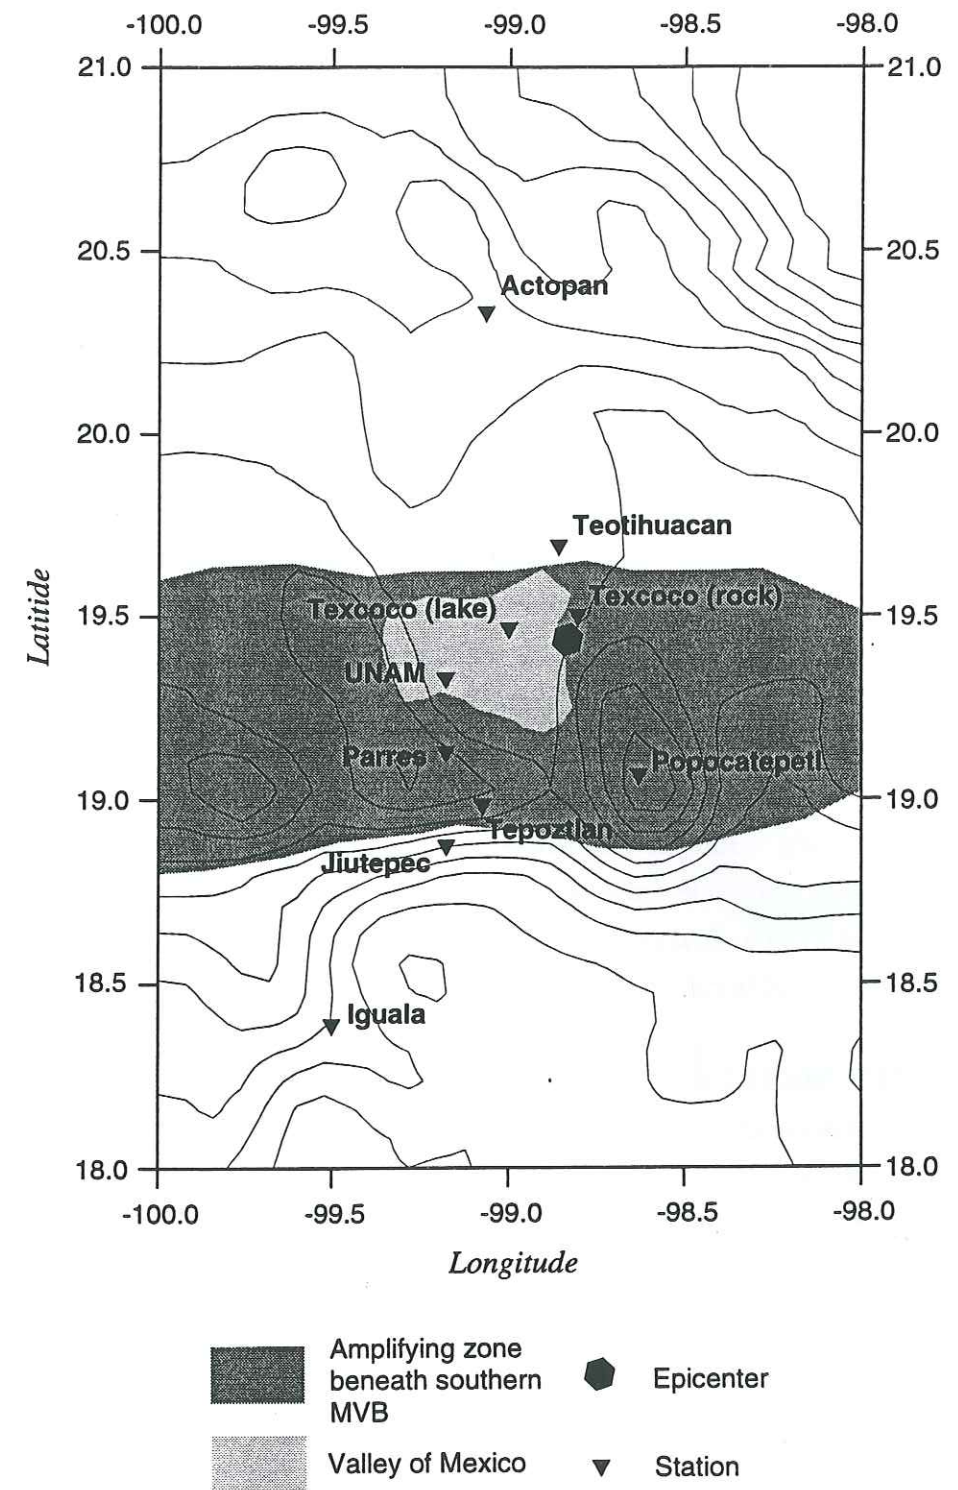 -100.0 -99.5 -99.0 -98.5 -98.0
21.0 21.0
20.5 20.5
Actopan
20.0 20.0
Teotihuacan
Latitide
19.5 19.5
Texcoco (rock)
Texcoco (lake)
UNAM
Parres
Popocatepetl
19.0 19.0
Tepoztlan
Jiutepec
18.5 18.5
Iguala
18.0 18.0
-100.0 -99.5 -99.0 -98.5 -98.0
Longitude
Amplifying zone
beneath southern
MVB
Epicenter
Valley of Mexico
Station